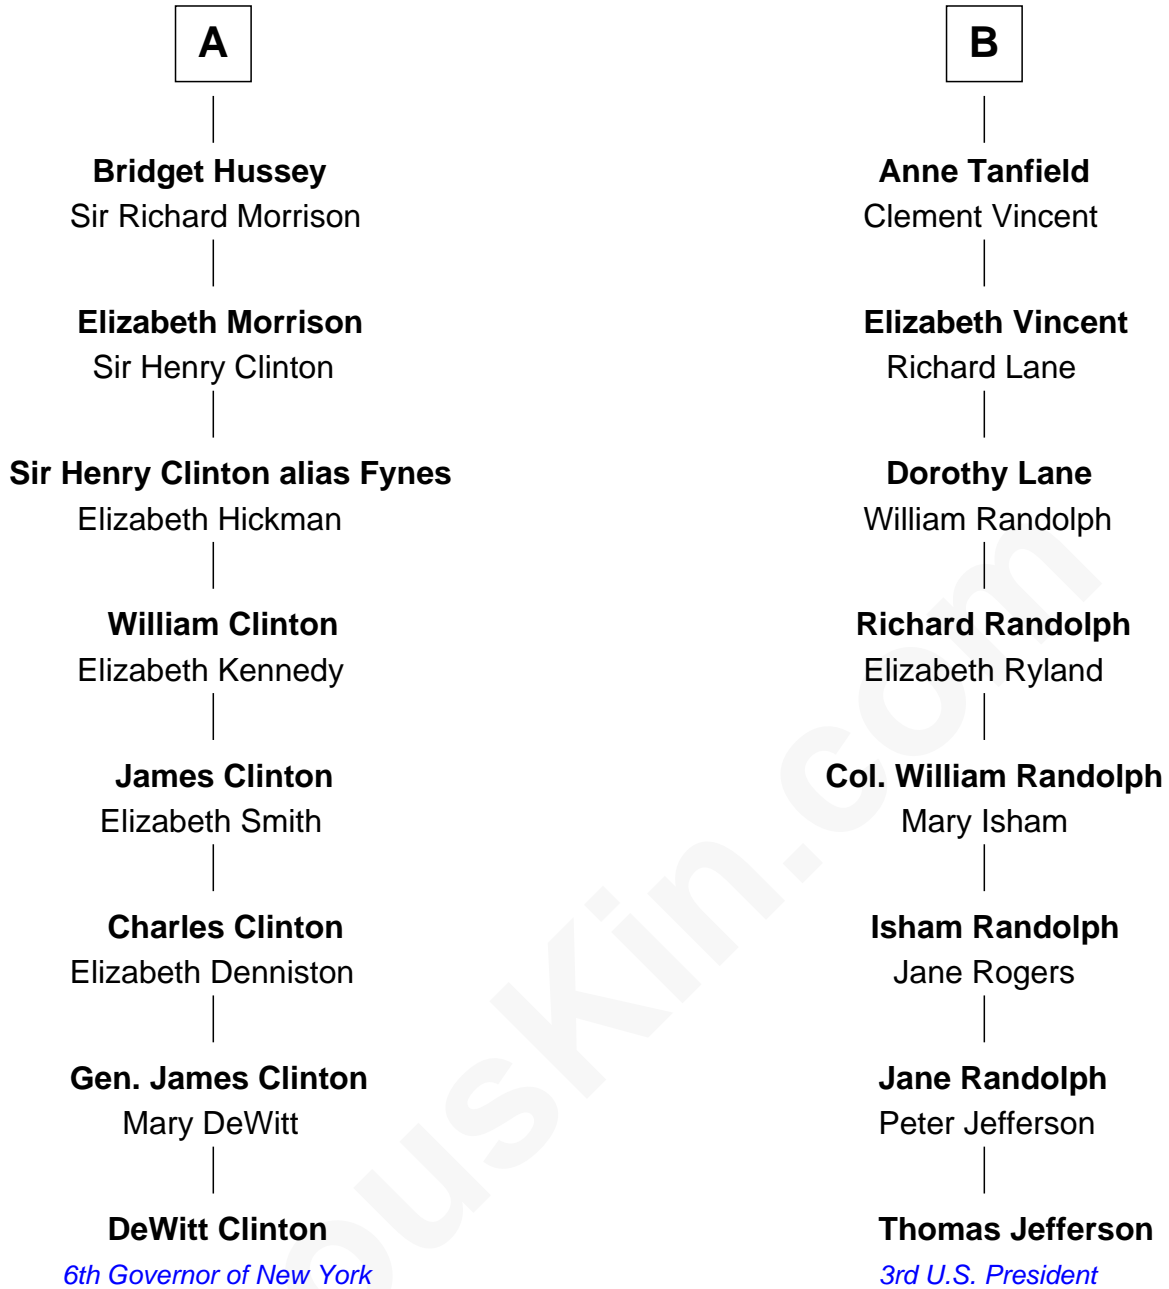 A
Bridget Hussey
Sir Richard Morrison
Elizabeth Morrison
Sir Henry Clinton
Sir Henry Clinton alias Fynes
Elizabeth Hickman
William Clinton
Elizabeth Kennedy
James Clinton
Elizabeth Smith
Charles Clinton
Elizabeth Denniston
Gen. James Clinton
Mary DeWitt
DeWitt Clinton
6th Governor of New York
B
Anne Tanfield
Clement Vincent
Elizabeth Vincent
Richard Lane
Dorothy Lane
William Randolph
Richard Randolph
Elizabeth Ryland
Col. William Randolph
Mary Isham
Isham Randolph
Jane Rogers
Jane Randolph
Peter Jefferson
Thomas Jefferson
3rd U.S. President
ousKin.com